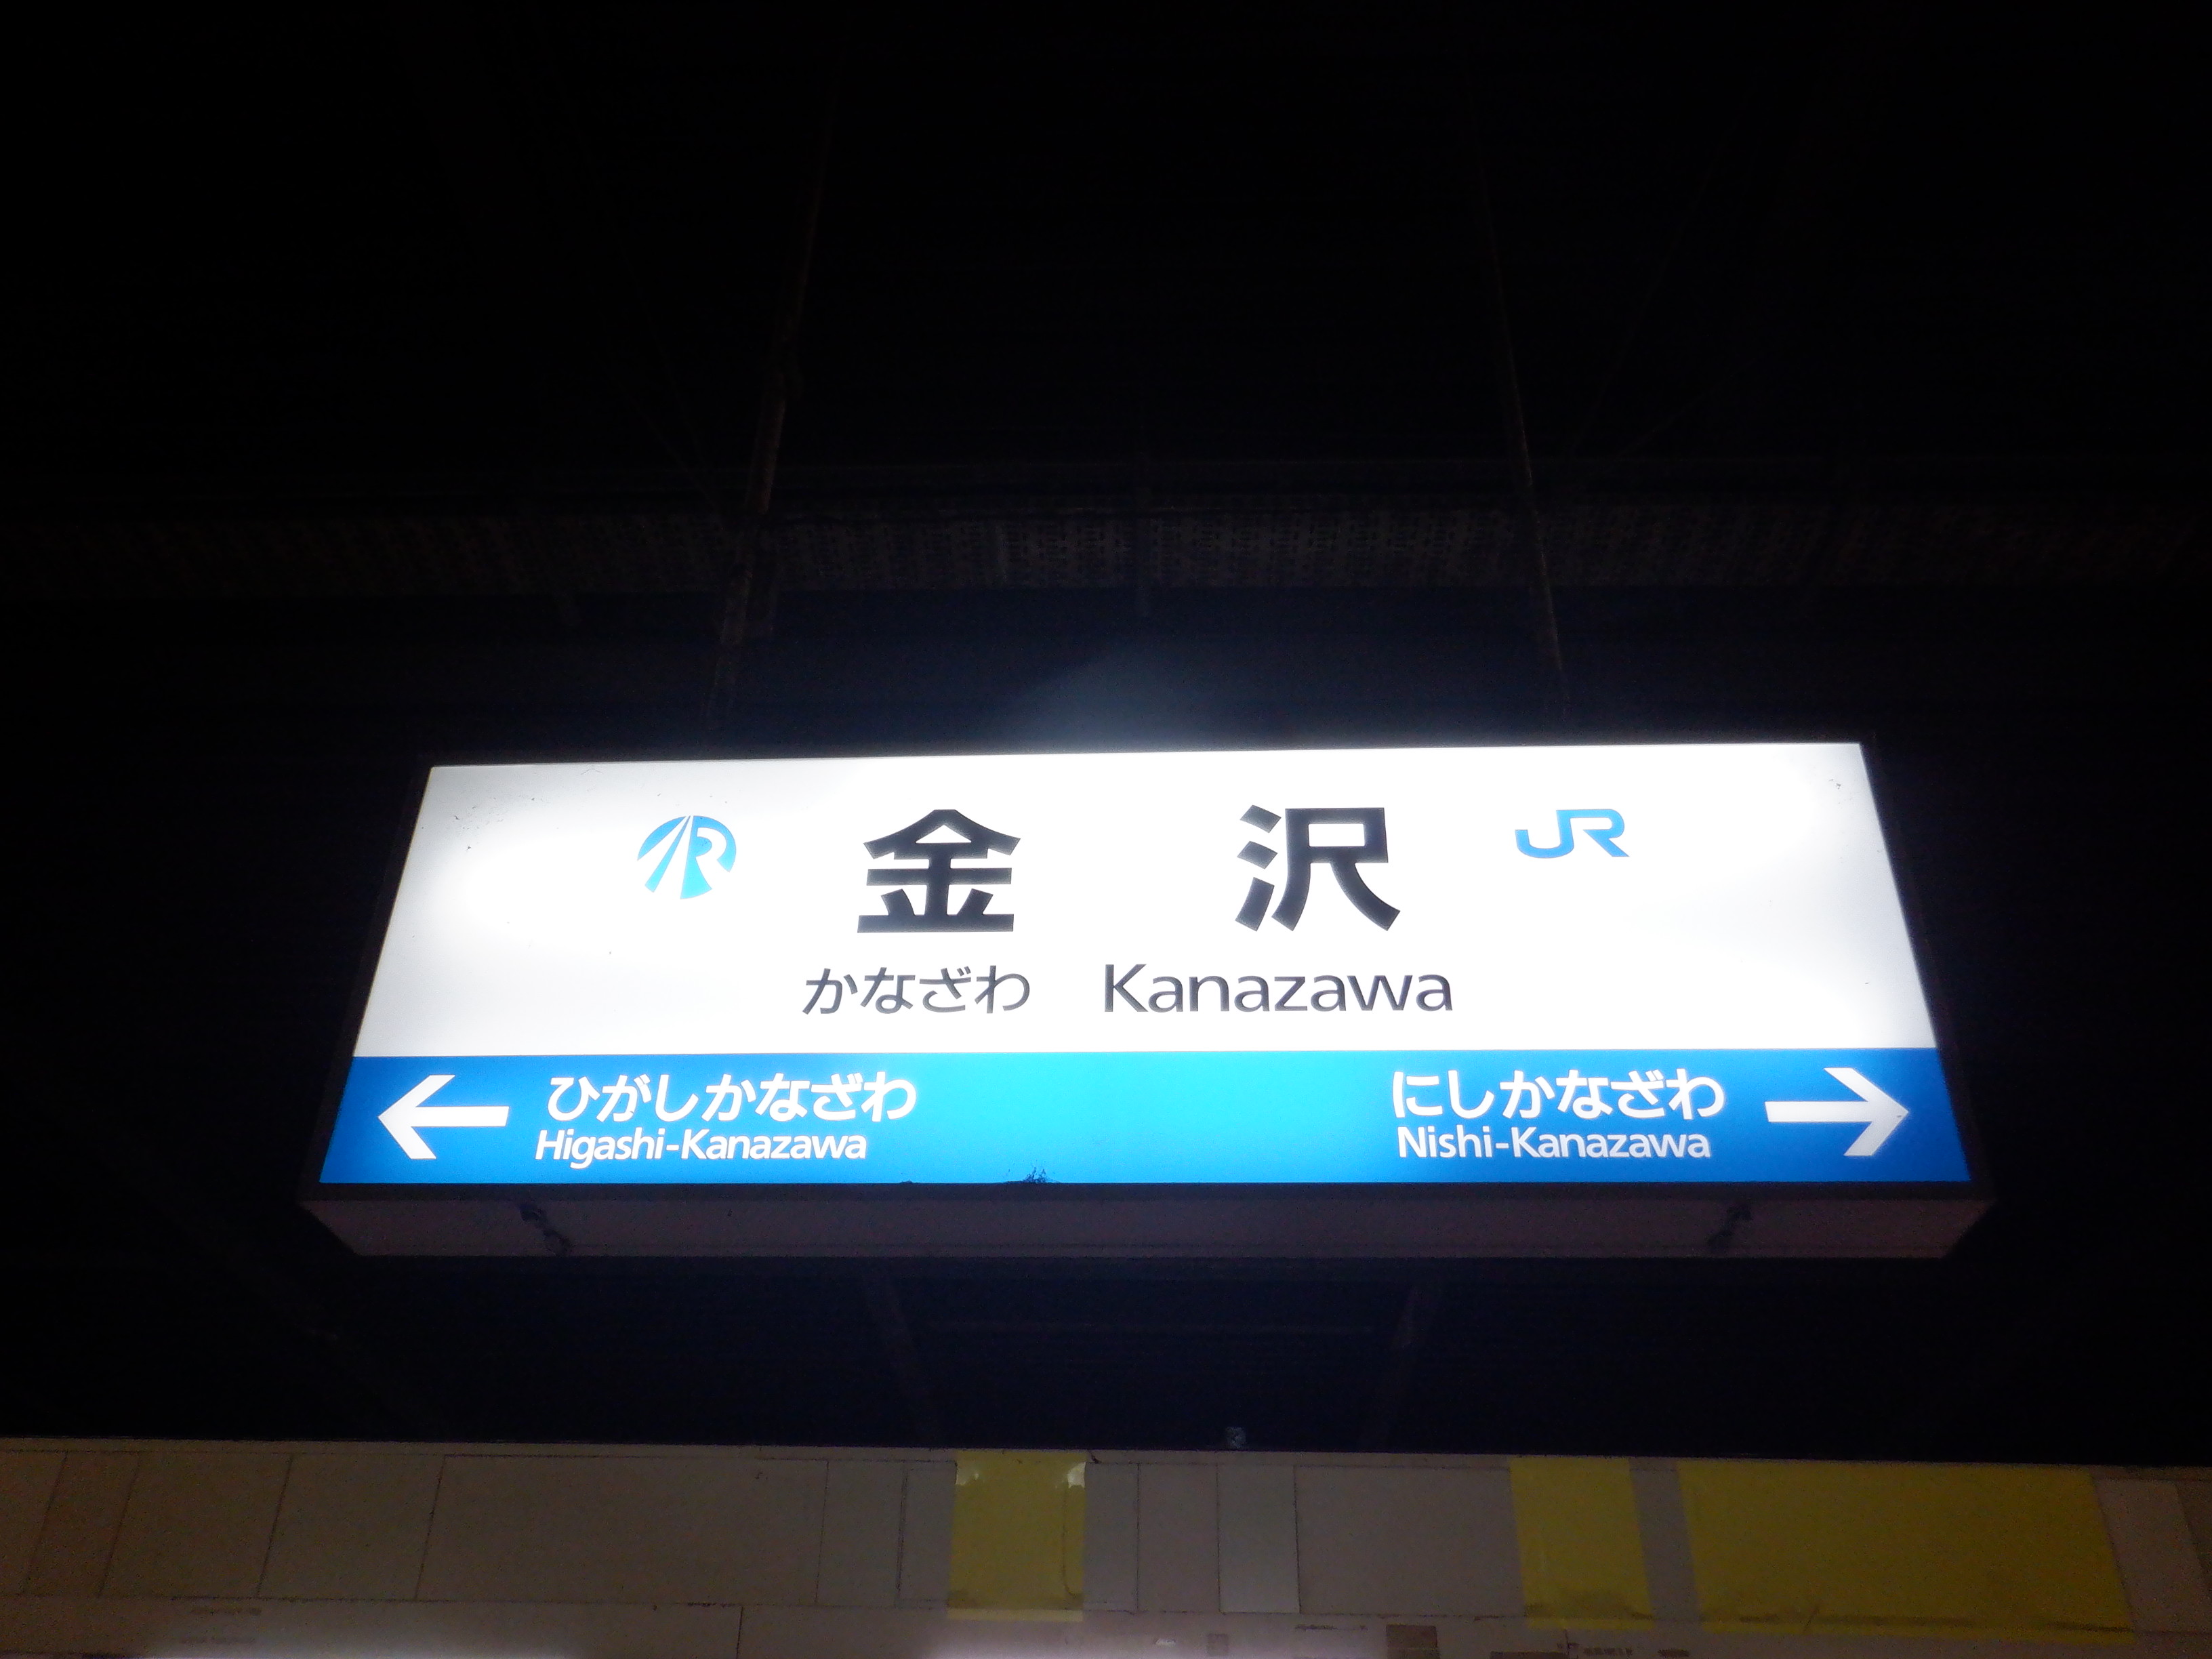 IR 金沢 JR
かなざわ Kanazawa
← ひがしかなざわ にしかなざわ →
Higashi-Kanazawa Nishi-Kanazawa